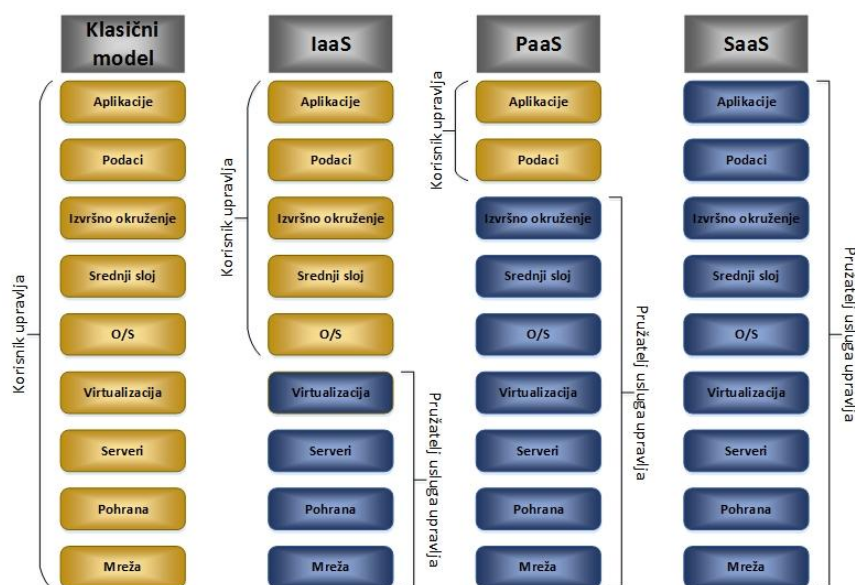 Klasični
model
Korisnik upravlja
Aplikacije
Podaci
Izvršno okruženje
Srednji sloj
O/S
Virtualizacija
Serveri
Pohrana
Mreža
IaaS
Korisnik upravlja
Aplikacije
Podaci
Izvršno okruženje
Srednji sloj
O/S
Virtualizacija
Serveri
Pohrana
Mreža
Pružatelj usluga upravlja
PaaS
Korisnik upravlja
Aplikacije
Podaci
Izvršno okruženje
Srednji sloj
O/S
Virtualizacija
Serveri
Pohrana
Mreža
Pružatelj usluga upravlja
SaaS
Aplikacije
Podaci
Izvršno okruženje
Srednji sloj
O/S
Virtualizacija
Serveri
Pohrana
Mreža
Pružatelj usluga upravlja